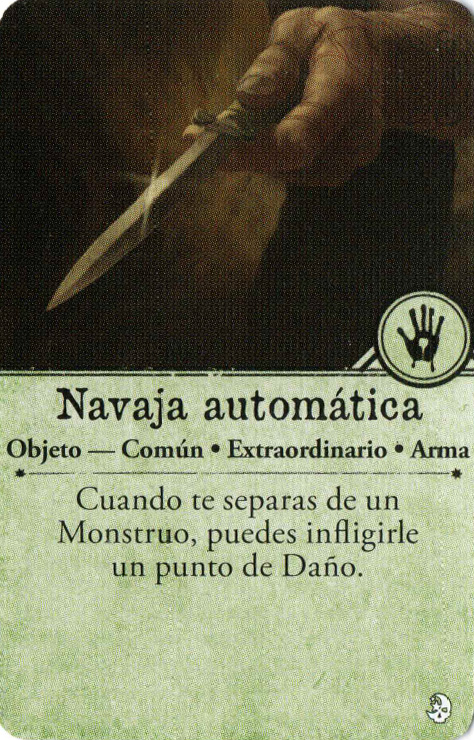 Navaja automática
Objeto — Común • Extraordinario • Arma
Cuando te separas de un
Monstruo, puedes infligirle
un punto de Daño.